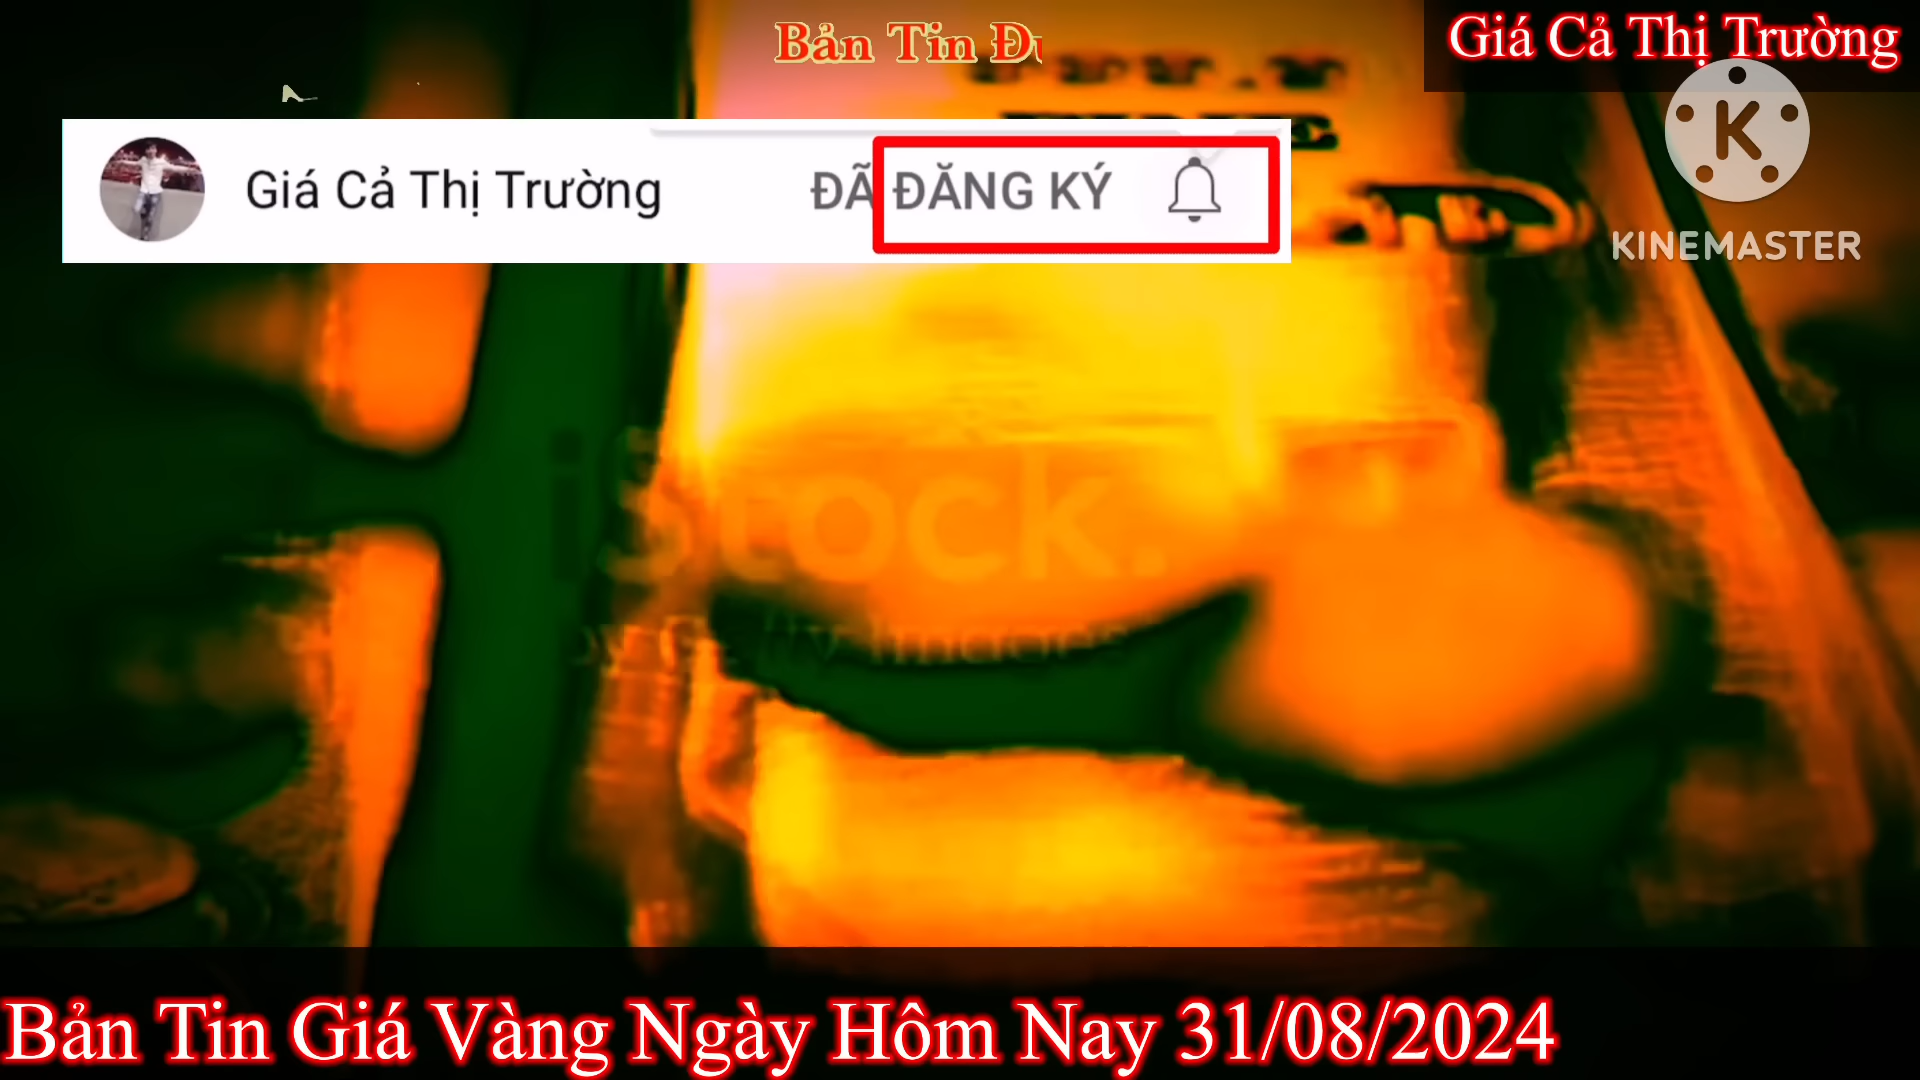 Bản Tin
Giá Cả Thị Trường
Giá Cả Thị Trường
ĐÃ ĐĂNG KÝ
K
KINEMASTER
iStock.
Bản Tin Giá Vàng Ngày Hôm Nay 31/08/2024